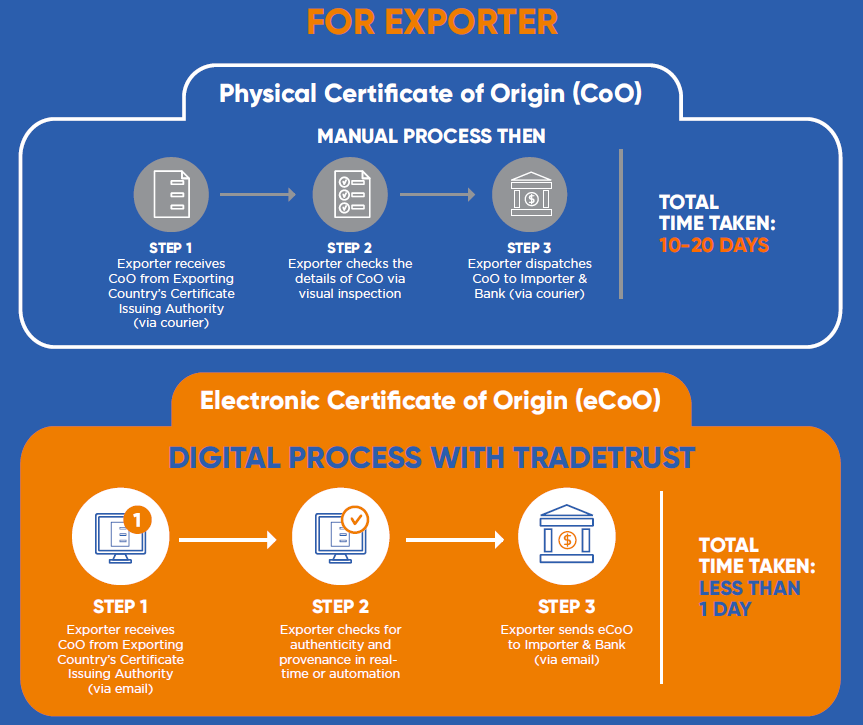 FOR EXPORTER
Physical Certificate of Origin (CoO)
MANUAL PROCESS THEN
STEP 1
Exporter receives
CoO from Exporting
Country's Certificate
Issuing Authority
(via courier)
STEP 2
Exporter checks the
details of CoO via
visual inspection
STEP 3
Exporter dispatches
CoO to Importer &
Bank (via courier)
TOTAL
TIME TAKEN:
10–20 DAYS
Electronic Certificate of Origin (eCoO)
DIGITAL PROCESS WITH TRADETRUST
1
STEP 1
Exporter receives
CoO from Exporting
Country's Certificate
Issuing Authority
(via email)
STEP 2
Exporter checks for
authenticity and
provenance in real-
time or automation
STEP 3
Exporter sends eCoO
to Importer & Bank
(via email)
TOTAL
TIME TAKEN:
LESS THAN
1 DAY